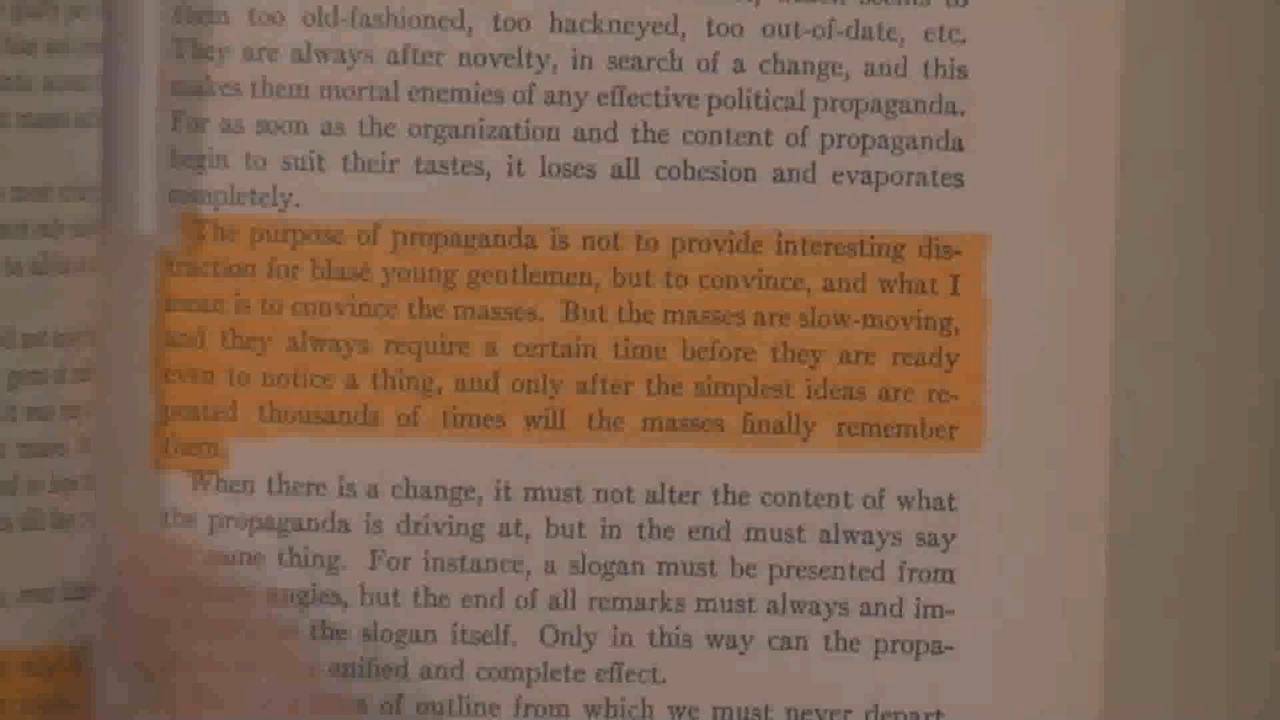 them too old-fashioned, too hackneyed, too out-of-date, etc.
They are always after novelty, in search of a change, and this
makes them mortal enemies of any effective political propaganda.
For as soon as the organization and the content of propaganda
begin to suit their tastes, it loses all cohesion and evaporates
completely.
The purpose of propaganda is not to provide interesting dis-
traction for blasé young gentlemen, but to convince, and what I
mean is to convince the masses. But the masses are slow-moving,
and they always require a certain time before they are ready
even to notice a thing, and only after the simplest ideas are re-
peated thousands of times will the masses finally remember
them.
When there is a change, it must not alter the content of what
the propaganda is driving at, but in the end must always say
same thing. For instance, a slogan must be presented from
angles, but the end of all remarks must always and im-
the slogan itself. Only in this way can the propa-
unified and complete effect.
of outline from which we must never depart